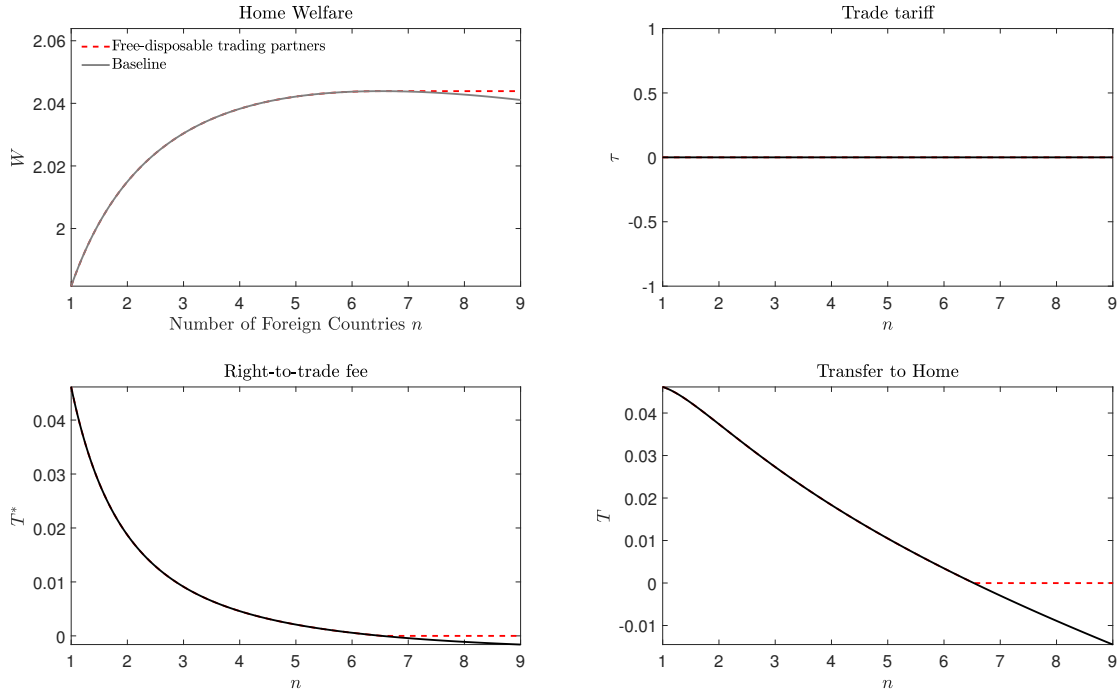 Home Welfare
2.06
2.04
2.02
2
W
Free-disposable trading partners
Baseline
1 2 3 4 5 6 7 8 9
Number of Foreign Countries n
Trade tariff
1
0.5
0
-0.5
-1
τ
1 2 3 4 5 6 7 8 9
n
Right-to-trade fee
0.04
0.03
0.02
0.01
0
T*
1 2 3 4 5 6 7 8 9
n
Transfer to Home
0.04
0.03
0.02
0.01
0
-0.01
T
1 2 3 4 5 6 7 8 9
n